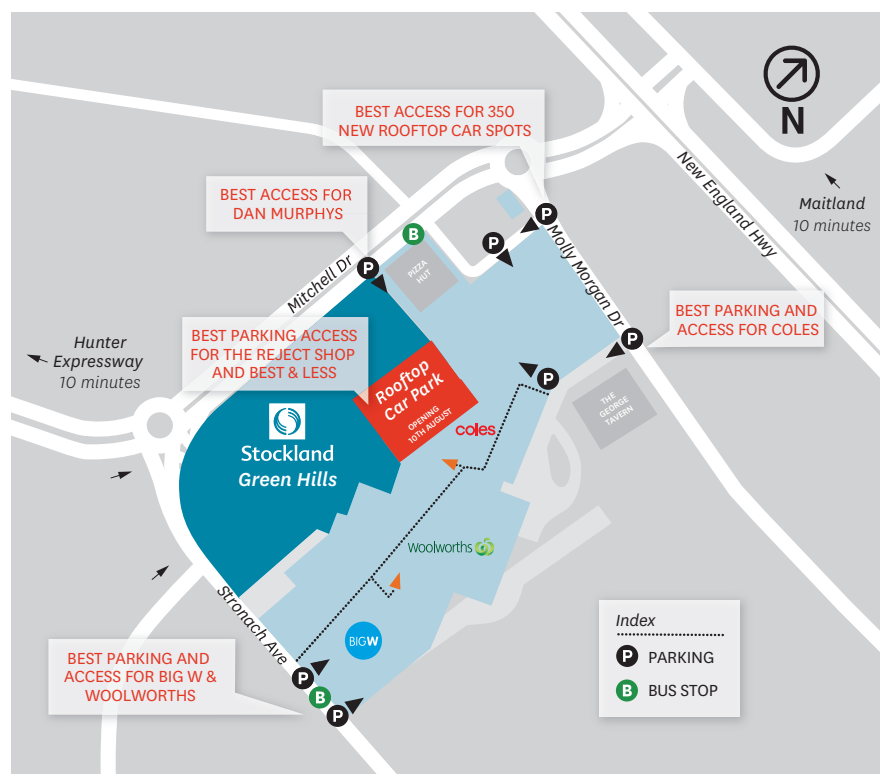 BEST ACCESS FOR 350
NEW ROOFTOP CAR SPOTS
N
New England Hwy
Maitland
10 minutes
BEST ACCESS FOR
DAN MURPHYS
B
P
P
P
PIZZA
HUT
Mitchell Dr
Molly Morgan Dr
BEST PARKING AND
ACCESS FOR COLES
P
P
Hunter
Expressway
10 minutes
BEST PARKING ACCESS
FOR THE REJECT SHOP
AND BEST & LESS
Rooftop
Car Park
OPENING
10TH AUGUST
coles
THE
GEORGE
TAVERN
Stockland
Green Hills
Woolworths
Stronach Ave
BIG W
BEST PARKING AND
ACCESS FOR BIG W &
WOOLWORTHS
P
B
P
Index
P PARKING
B BUS STOP